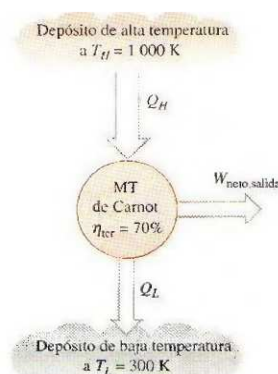 Depósito de alta temperatura
a T_H = 1 000 K
Q_H
W_neto,salida
MT
de Carnot
η_ter = 70%
Q_L
Depósito de baja temperatura
a T_L = 300 K